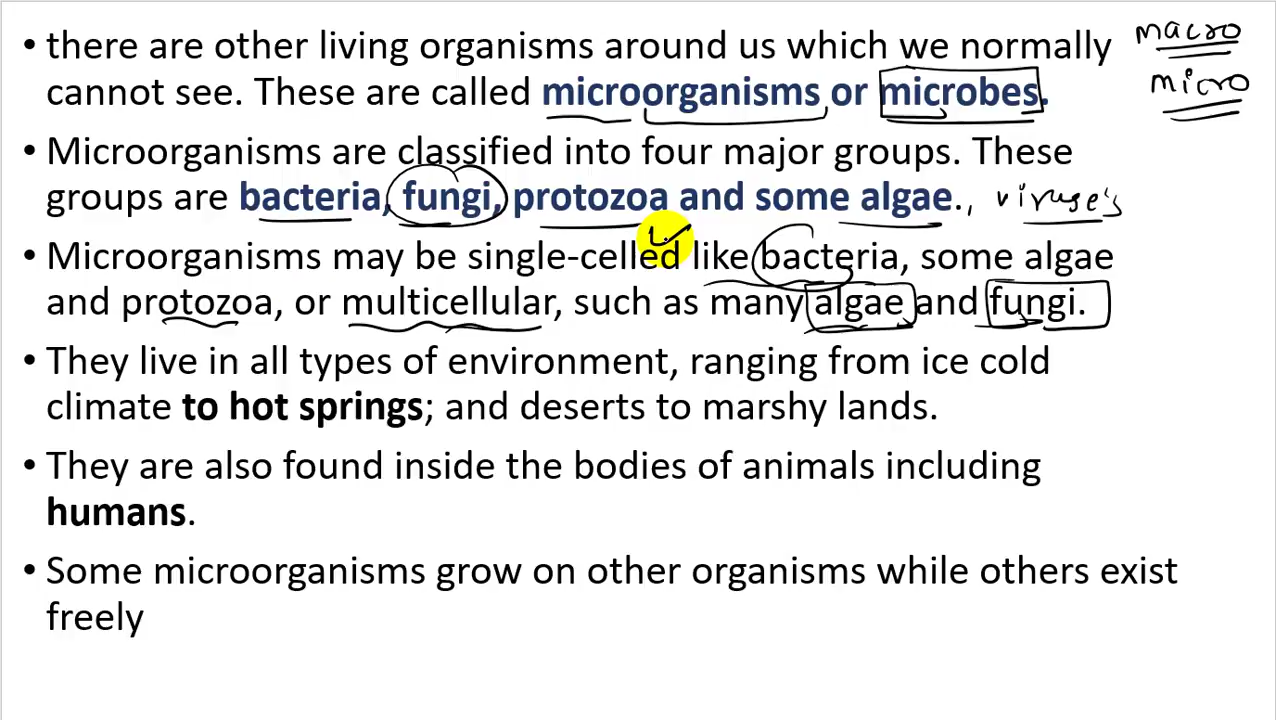 • there are other living organisms around us which we normally
cannot see. These are called microorganisms or microbes.
macro
micro
• Microorganisms are classified into four major groups. These
groups are bacteria, fungi, protozoa and some algae., viruse's
• Microorganisms may be single-celled like bacteria, some algae
and protozoa, or multicellular, such as many algae and fungi.
• They live in all types of environment, ranging from ice cold
climate to hot springs; and deserts to marshy lands.
• They are also found inside the bodies of animals including
humans.
• Some microorganisms grow on other organisms while others exist
freely